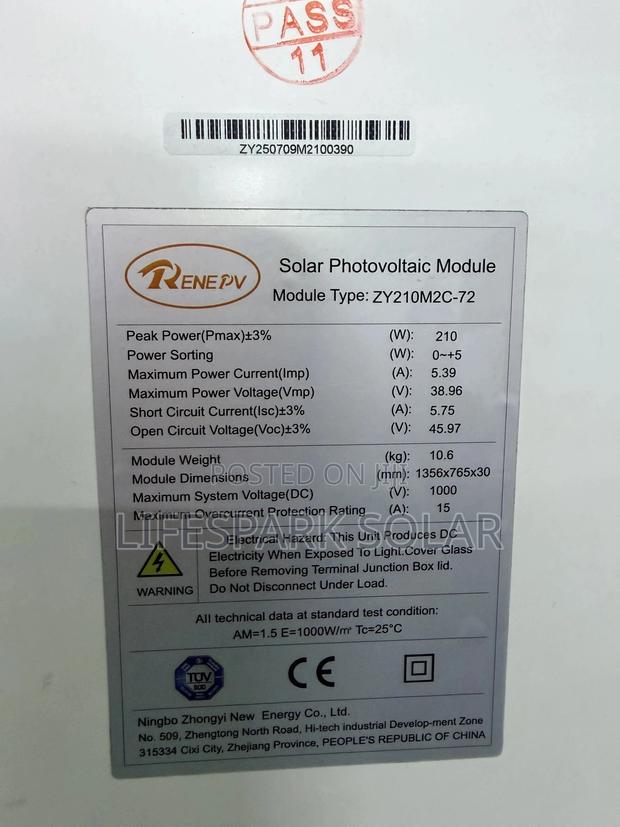 PASS
11
ZY250709M2100390
RENEPV
Solar Photovoltaic Module
Module Type: ZY210M2C-72
Peak Power(Pmax)±3% (W): 210
Power Sorting (W): 0~+5
Maximum Power Current(Imp) (A): 5.39
Maximum Power Voltage(Vmp) (V): 38.96
Short Circuit Current(Isc)±3% (A): 5.75
Open Circuit Voltage(Voc)±3% (V): 45.97
Module Weight (kg): 10.6
POSTED ON JIJI
Module Dimensions (mm): 1356x765x30
Maximum System Voltage(DC) (V): 1000
Maximum Overcurrent Protection Rating (A): 15
LIFESPARK SOLAR
Electrical Hazard: This Unit Produces DC
Electricity When Exposed To Light.Cover Glass
Before Removing Terminal Junction Box lid.
Do Not Disconnect Under Load.
WARNING
All technical data at standard test condition:
AM=1.5 E=1000W/㎡ Tc=25°C
TÜV
SUD
CE
Ningbo Zhongyi New Energy Co., Ltd.
No. 509, Zhengtong North Road, Hi-tech industrial Develop-ment Zone
315334 Cixi City, Zhejiang Province, PEOPLE'S REPUBLIC OF CHINA